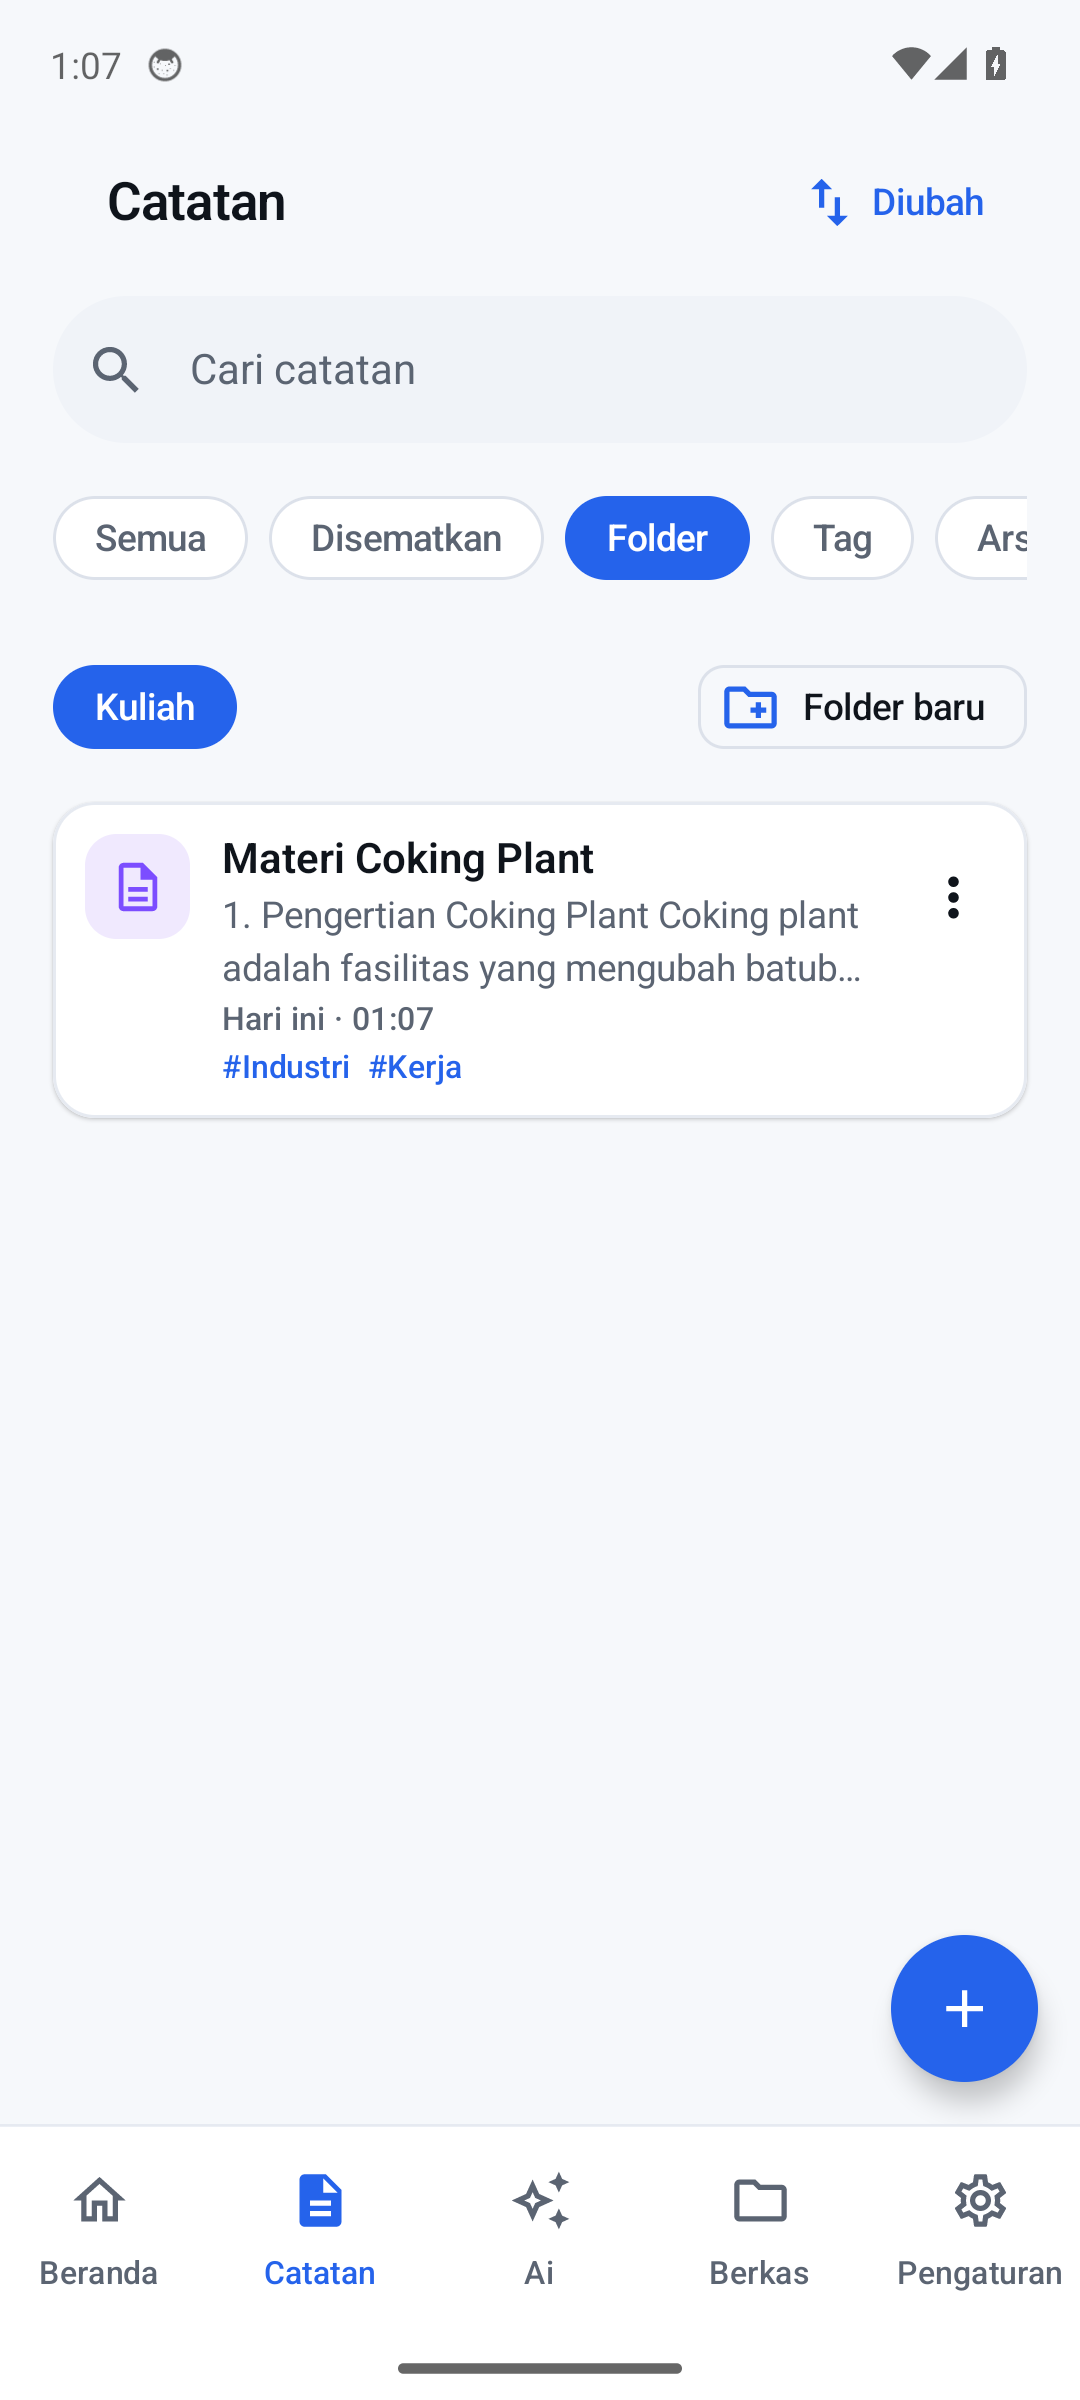 1:07
Catatan
Diubah
Cari catatan
Semua
Disematkan
Folder
Tag
Ars
Kuliah
Folder baru
Materi Coking Plant
1. Pengertian Coking Plant Coking plant
adalah fasilitas yang mengubah batub...
Hari ini · 01:07
#Industri #Kerja
Beranda
Catatan
Ai
Berkas
Pengaturan